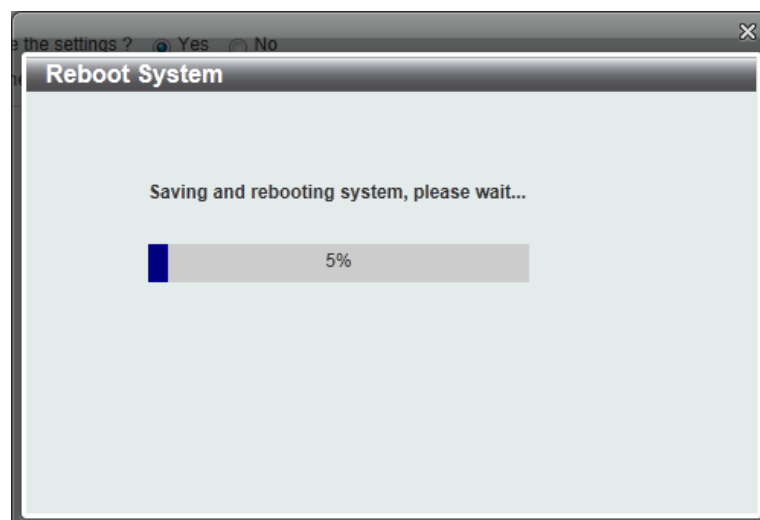 the settings ? Yes No
Reboot System
Saving and rebooting system, please wait...
5%